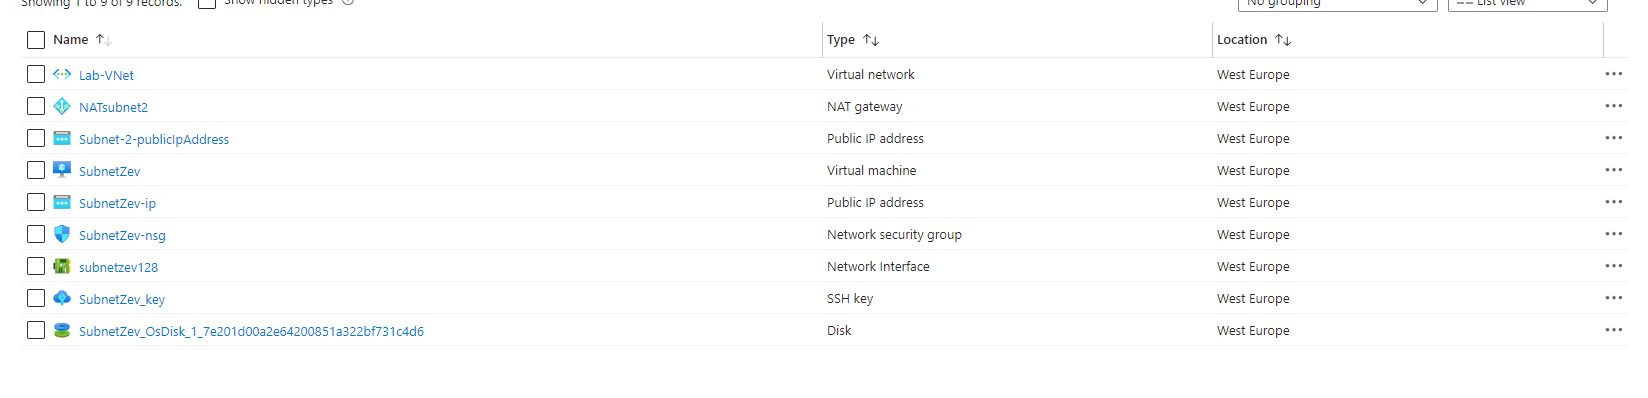 Showing 1 to 9 of 9 records. Show hidden types No grouping List view
Name Type Location
Lab-VNet Virtual network West Europe
NATsubnet2 NAT gateway West Europe
Subnet-2-publicIpAddress Public IP address West Europe
SubnetZev Virtual machine West Europe
SubnetZev-ip Public IP address West Europe
SubnetZev-nsg Network security group West Europe
subnetzev128 Network Interface West Europe
SubnetZev_key SSH key West Europe
SubnetZev_OsDisk_1_7e201d00a2e64200851a322bf731c4d6 Disk West Europe